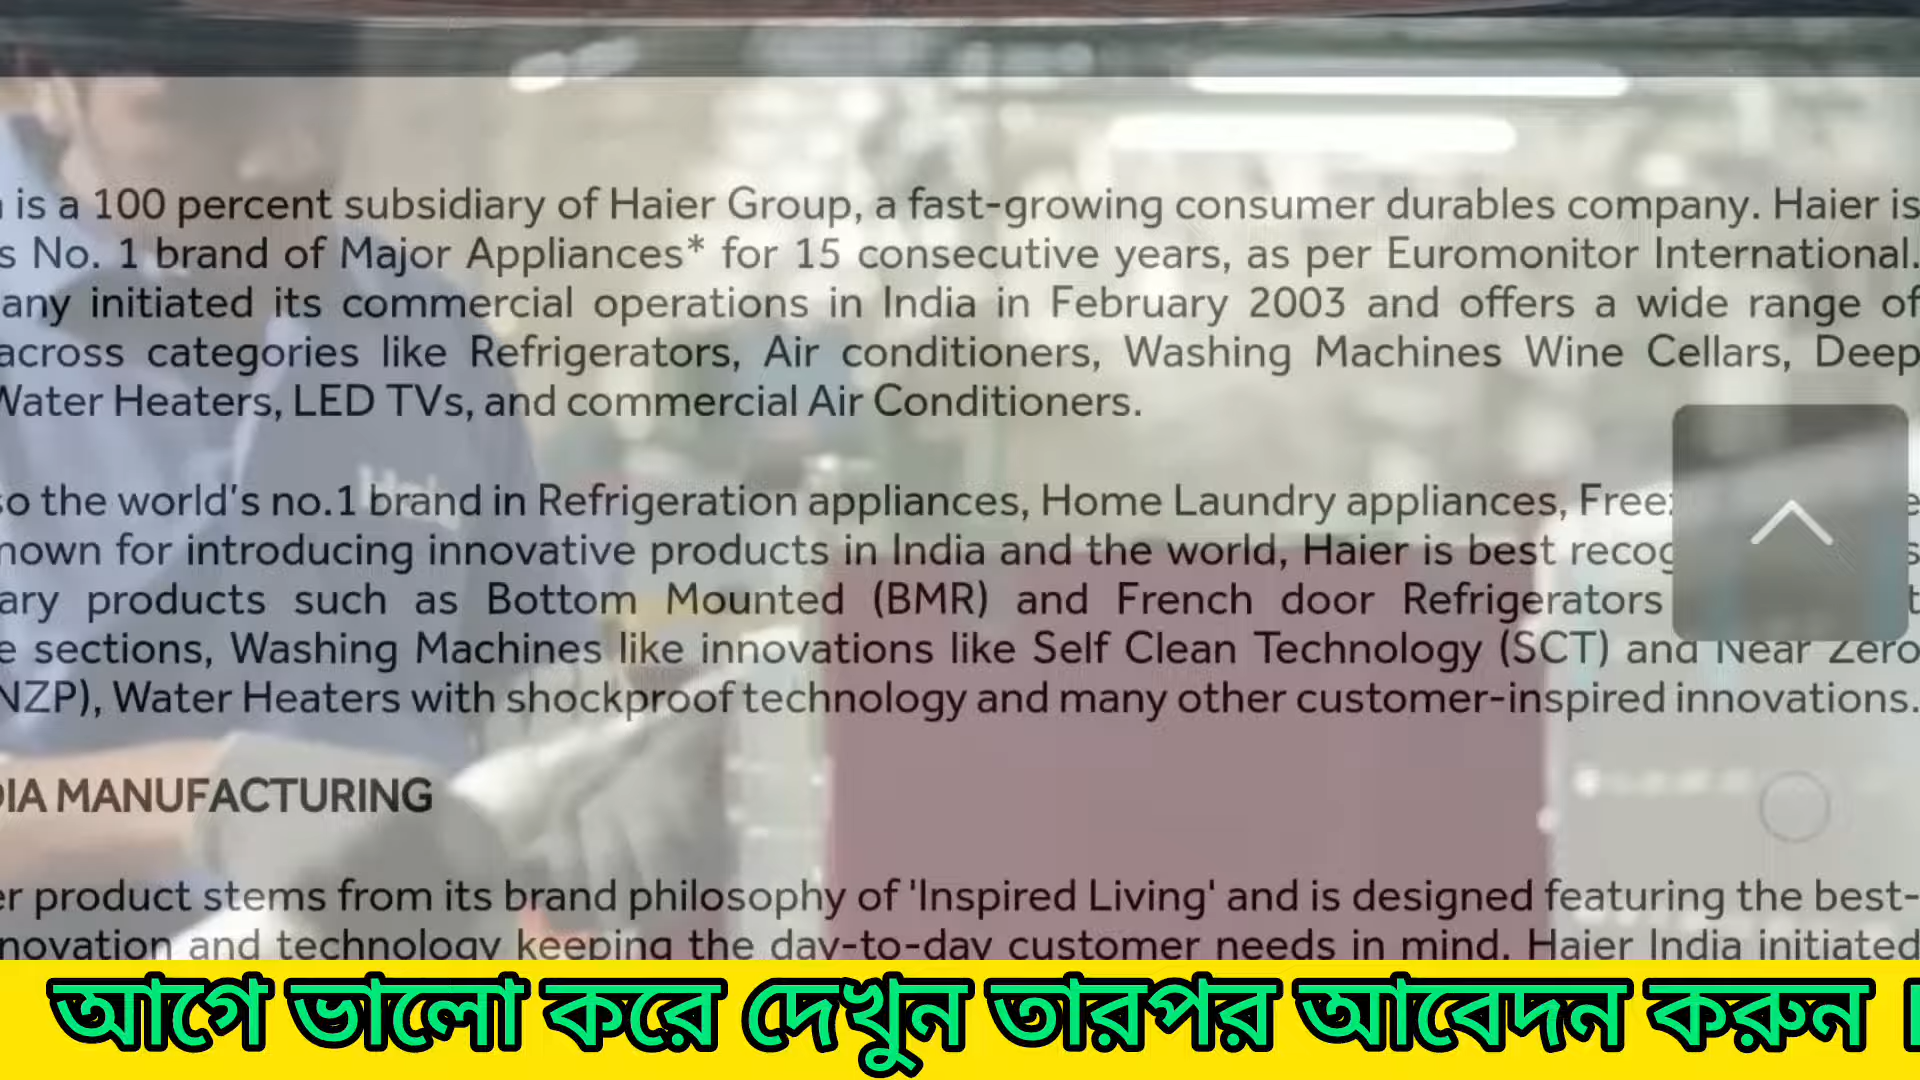 is a 100 percent subsidiary of Haier Group, a fast-growing consumer durables company. Haier is
No. 1 brand of Major Appliances* for 15 consecutive years, as per Euromonitor International.
initiated its commercial operations in India in February 2003 and offers a wide range of
across categories like Refrigerators, Air conditioners, Washing Machines Wine Cellars, Deep
Water Heaters, LED TVs, and commercial Air Conditioners.
the world's no.1 brand in Refrigeration appliances, Home Laundry appliances,
for introducing innovative products in India and the world, Haier is best
products such as Bottom Mounted (BMR) and French door Refrigerators
sections, Washing Machines like innovations like Self Clean Technology (SCT) and Near Zero
NZP), Water Heaters with shockproof technology and many other customer-inspired innovations.
MANUFACTURING
product stems from its brand philosophy of 'Inspired Living' and is designed featuring the best-
and technology keeping the day-to-day customer needs in mind. Haier India initiated
আগে ভালো করে দেখুন তারপর আবেদন করুন ।